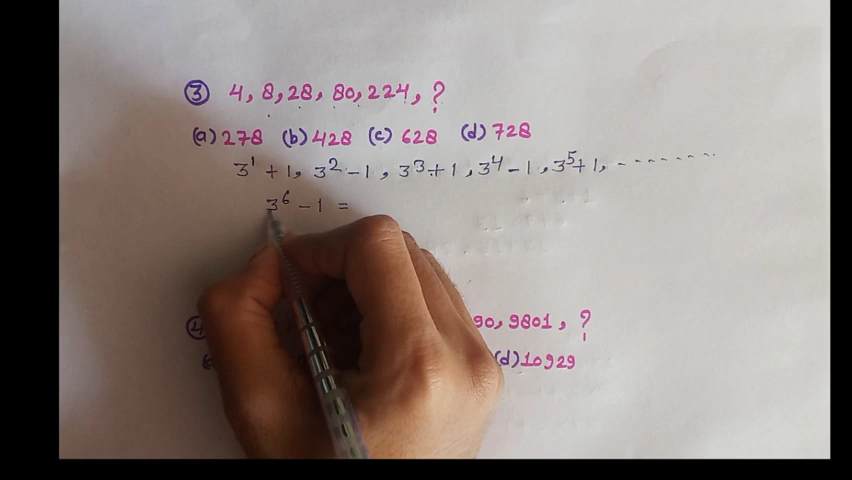 ③ 4, 8, 28, 80, 224, ?
(a) 278 (b) 428 (c) 628 (d) 728
3¹ + 1, 3² - 1, 3³ + 1, 3⁴ - 1, 3⁵ + 1, --------
3⁶ - 1 =
90, 9801, ?
(d) 10929